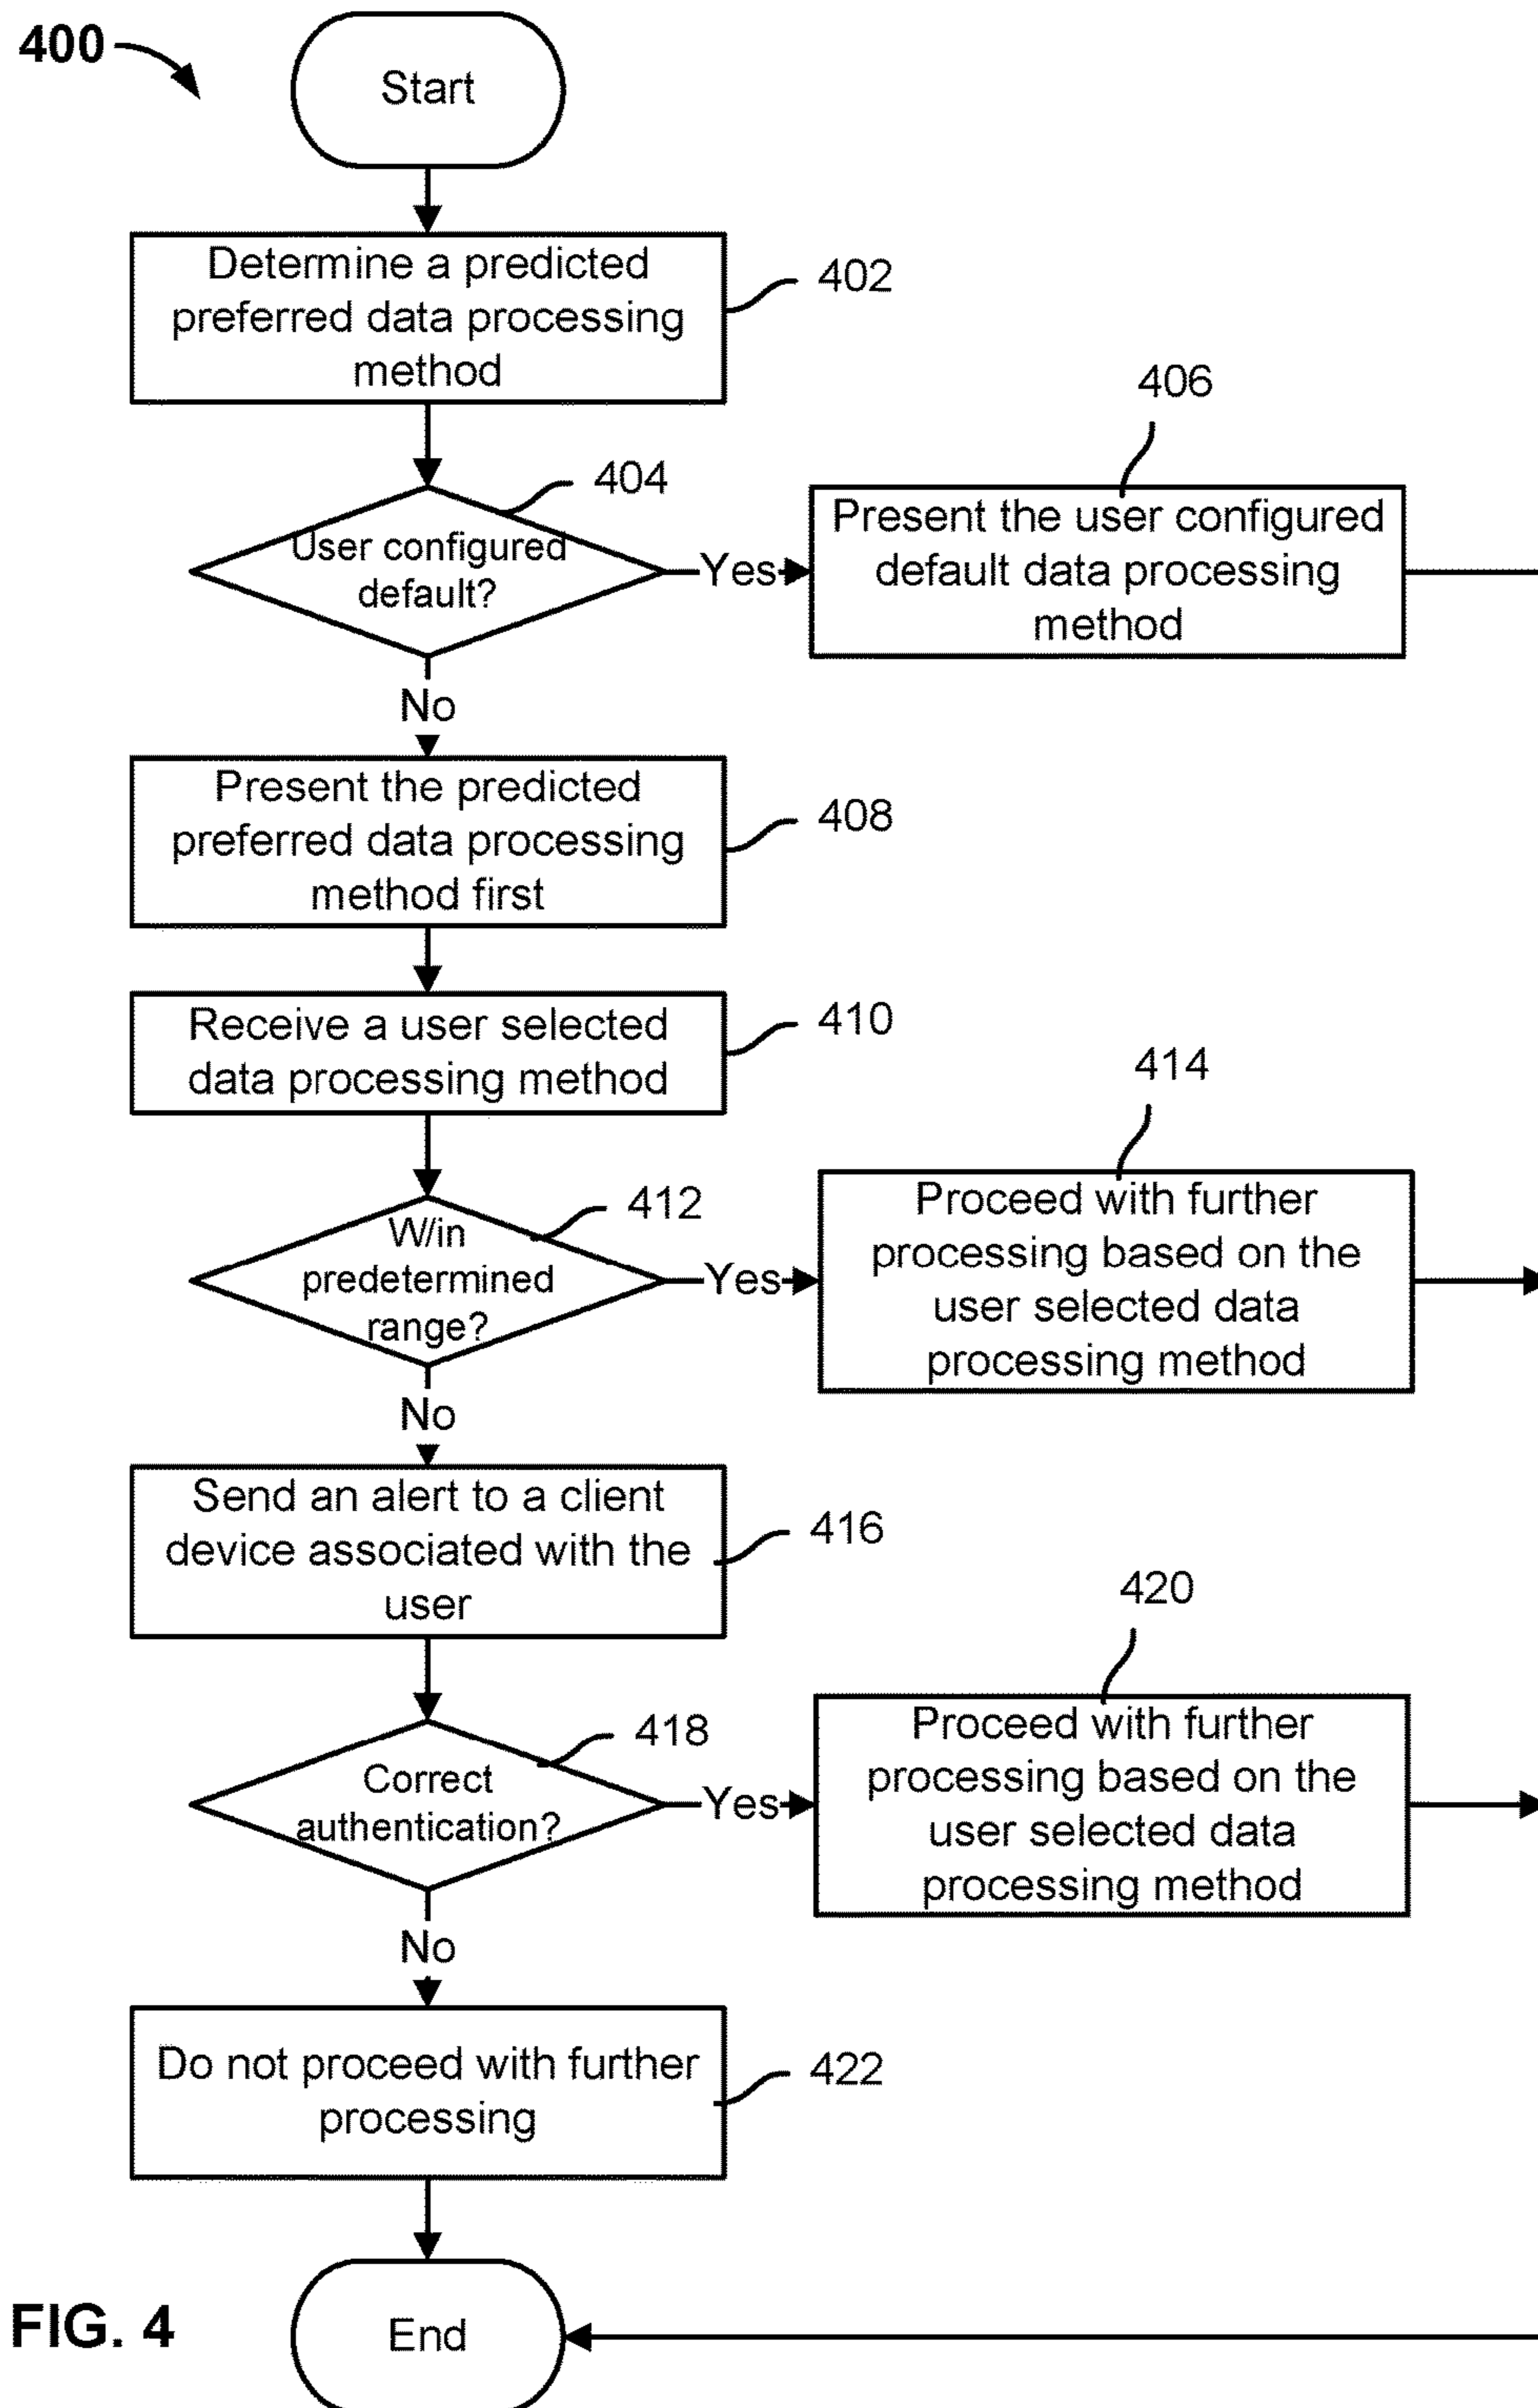 400
Start
Determine a predicted
preferred data processing
method
402
404
User configured
default?
Yes
406
Present the user configured
default data processing
method
No
Present the predicted
preferred data processing
method first
408
Receive a user selected
data processing method
410
412
W/in
predetermined
range?
Yes
414
Proceed with further
processing based on the
user selected data
processing method
No
Send an alert to a client
device associated with the
user
416
418
Correct
authentication?
Yes
420
Proceed with further
processing based on the
user selected data
processing method
No
Do not proceed with further
processing
422
FIG. 4
End